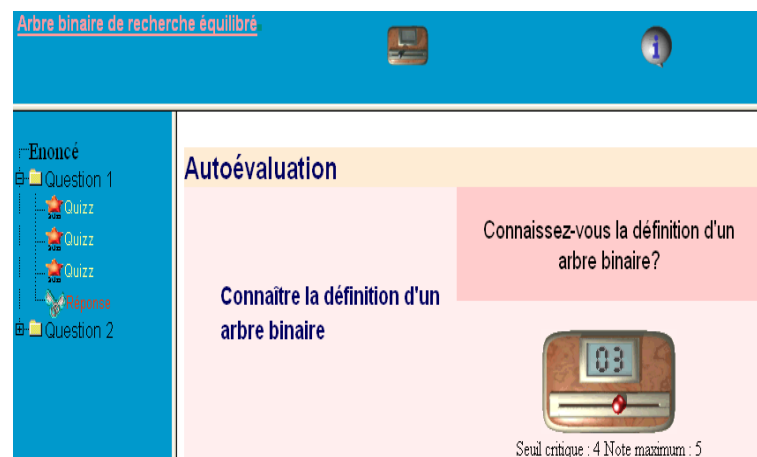 Arbre binaire de recherche équilibré
Enoncé
Question 1
Quizz
Quizz
Quizz
Réponse
Question 2
Autoévaluation
Connaître la définition d'un
arbre binaire
Connaissez-vous la définition d'un
arbre binaire?
03
Seuil critique : 4 Note maximum : 5